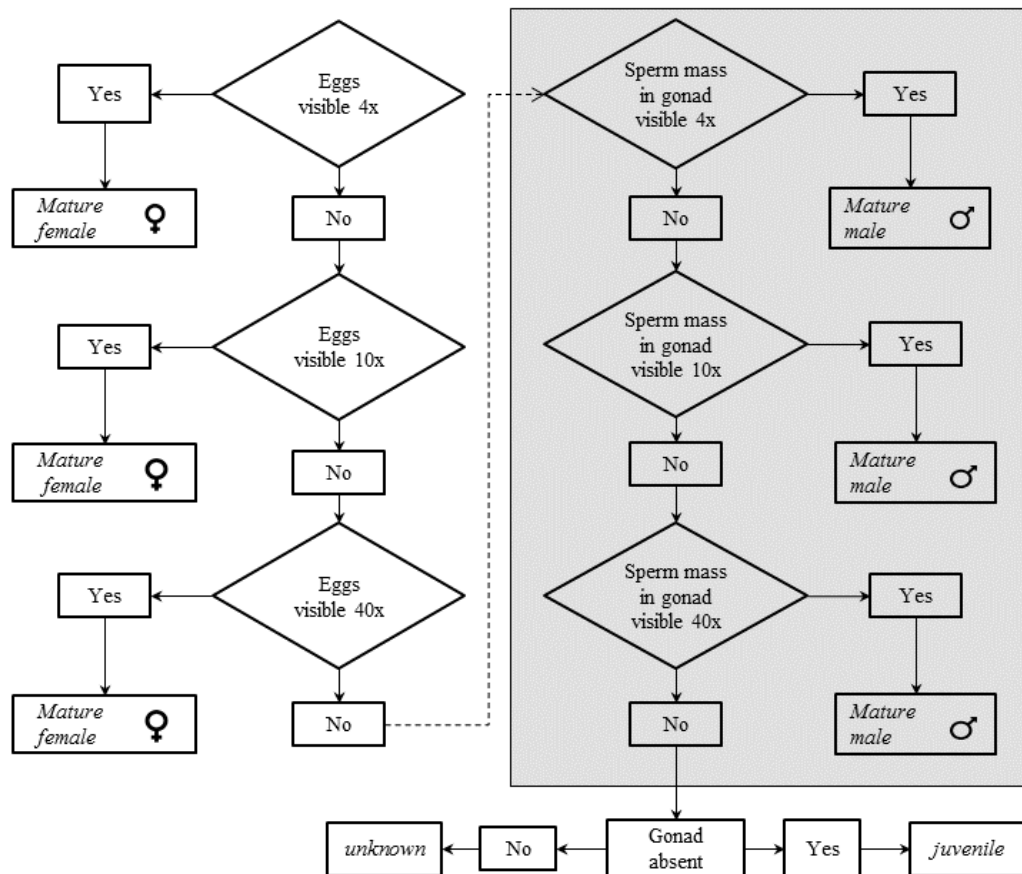 Eggs
visible 4x
Yes
Mature
female
No
Eggs
visible 10x
Yes
Mature
female
No
Eggs
visible 40x
Yes
Mature
female
No
Sperm mass
in gonad
visible 4x
Yes
Mature
male
No
Sperm mass
in gonad
visible 10x
Yes
Mature
male
No
Sperm mass
in gonad
visible 40x
Yes
Mature
male
No
Gonad
absent
No
unknown
Yes
juvenile